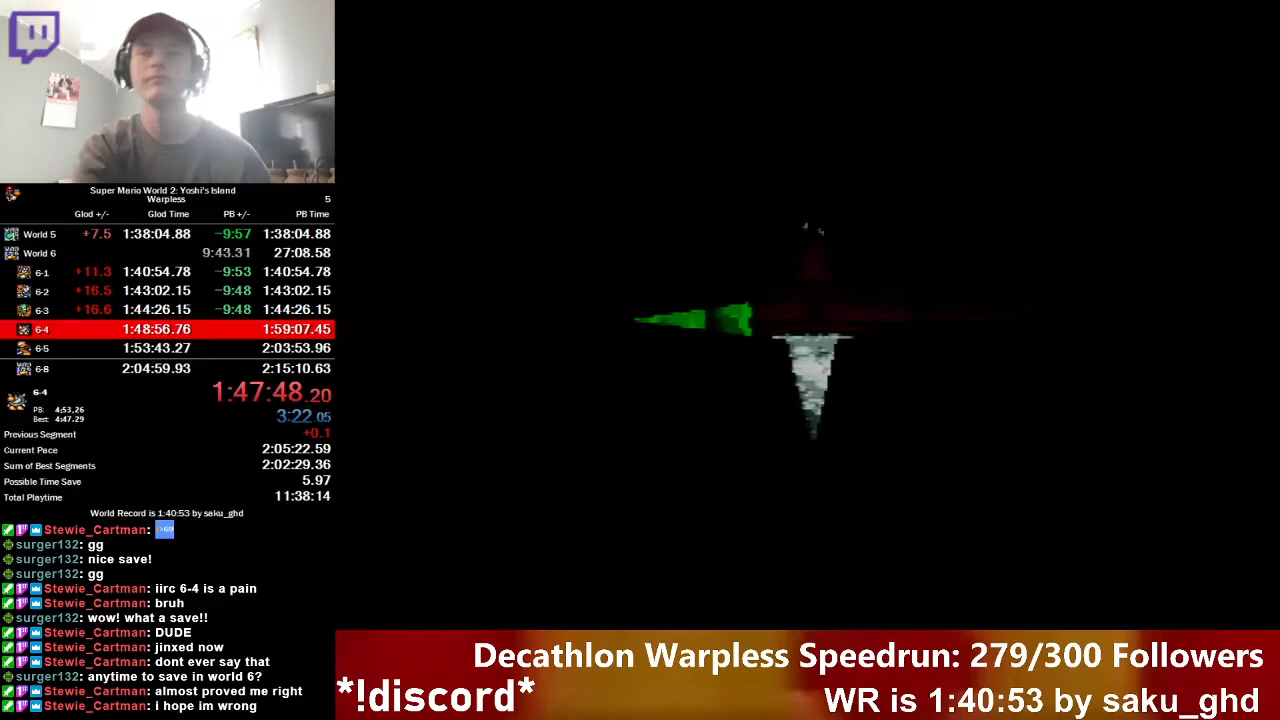 Super Mario World 2: Yoshi's Island
Warpless 5
Glod +/- Glod Time PB +/- PB Time
World 5 +7.5 1:38:04.88 −9:57 1:38:04.88
World 6 9:43.31 27:08.58
6-1 +11.3 1:40:54.78 −9:53 1:40:54.78
6-2 +16.5 1:43:02.15 −9:48 1:43:02.15
6-3 +16.6 1:44:26.15 −9:48 1:44:26.15
6-4 1:48:56.76 1:59:07.45
6-5 1:53:43.27 2:03:53.96
6-8 2:04:59.93 2:15:10.63
6-4 1:47:48.20
PB: 4:53.26 3:22.05
Best: 4:47.29
Previous Segment +0.1
Current Pace 2:05:22.59
Sum of Best Segments 2:02:29.36
Possible Time Save 5.97
Total Playtime 11:38:14
World Record is 1:40:53 by saku_ghd
Stewie_Cartman:
surger132: gg
surger132: nice save!
surger132: gg
Stewie_Cartman: iirc 6-4 is a pain
Stewie_Cartman: bruh
surger132: wow! what a save!!
Stewie_Cartman: DUDE
Stewie_Cartman: jinxed now
Stewie_Cartman: dont ever say that
surger132: anytime to save in world 6?
Stewie_Cartman: almost proved me right
Stewie_Cartman: i hope im wrong
Decathlon Warpless Speedrun: 279/300 Followers
*!discord* WR is 1:40:53 by saku_ghd